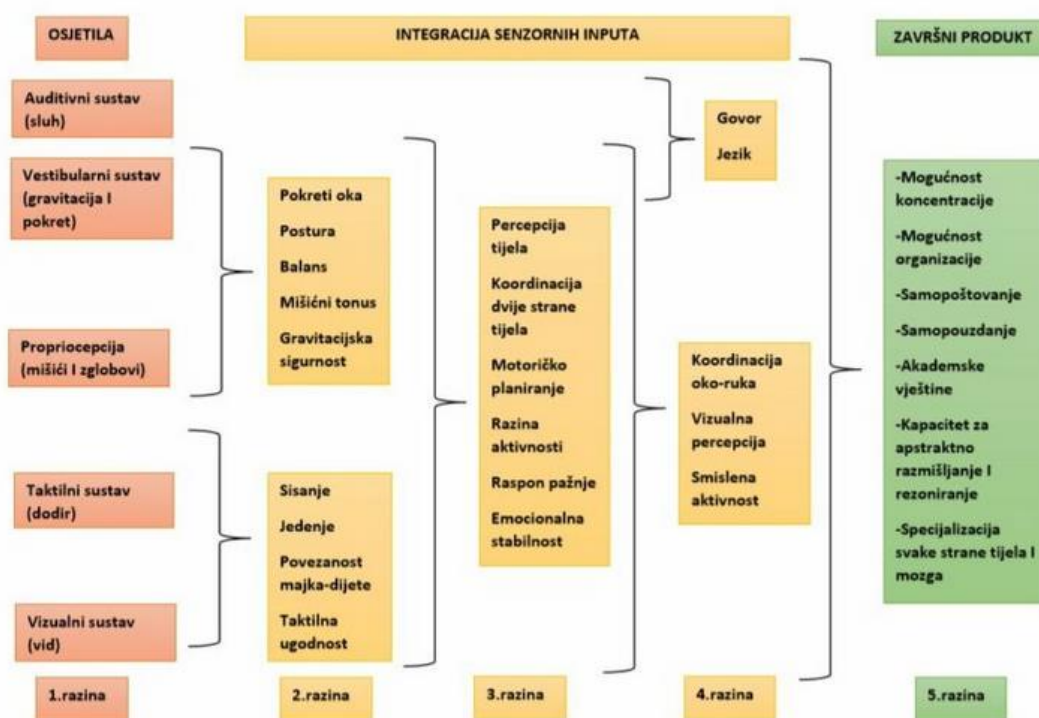 OSJETILA
INTEGRACIJA SENZORNIH INPUTA
ZAVRŠNI PRODUKT
Auditivni sustav
(sluh)
Vestibularni sustav
(gravitacija I
pokret)
Propriocepcija
(mišići I zglobovi)
Taktilni sustav
(dodir)
Vizualni sustav
(vid)
Pokreti oka
Postura
Balans
Mišićni tonus
Gravitacijska
sigurnost
Sisanje
Jedenje
Povezanost
majka-dijete
Taktilna
ugodnost
Percepcija
tijela
Koordinacija
dvije strane
tijela
Motoričko
planiranje
Razina
aktivnosti
Raspon pažnje
Emocionalna
stabilnost
Govor
Jezik
Koordinacija
oko-ruka
Vizualna
percepcija
Smislena
aktivnost
-Mogućnost
koncentracije
-Mogućnost
organizacije
-Samopoštovanje
-Samopouzdanje
-Akademske
vještine
-Kapacitet za
apstraktno
razmišljanje I
rezoniranje
-Specijalizacija
svake strane tijela I
mozga
1.razina
2.razina
3.razina
4.razina
5.razina